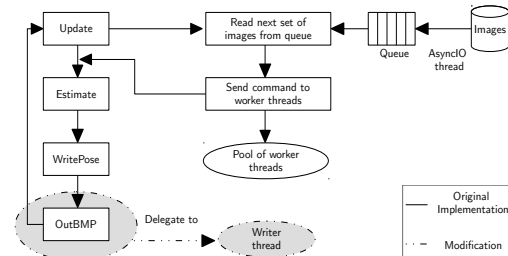 Update
Read next set of
images from queue
Queue
AsyncIO
thread
Images
Estimate
Send command to
worker threads
WritePose
Pool of worker
threads
OutBMP
Delegate to
Writer
thread
Original
Implementation
Modification